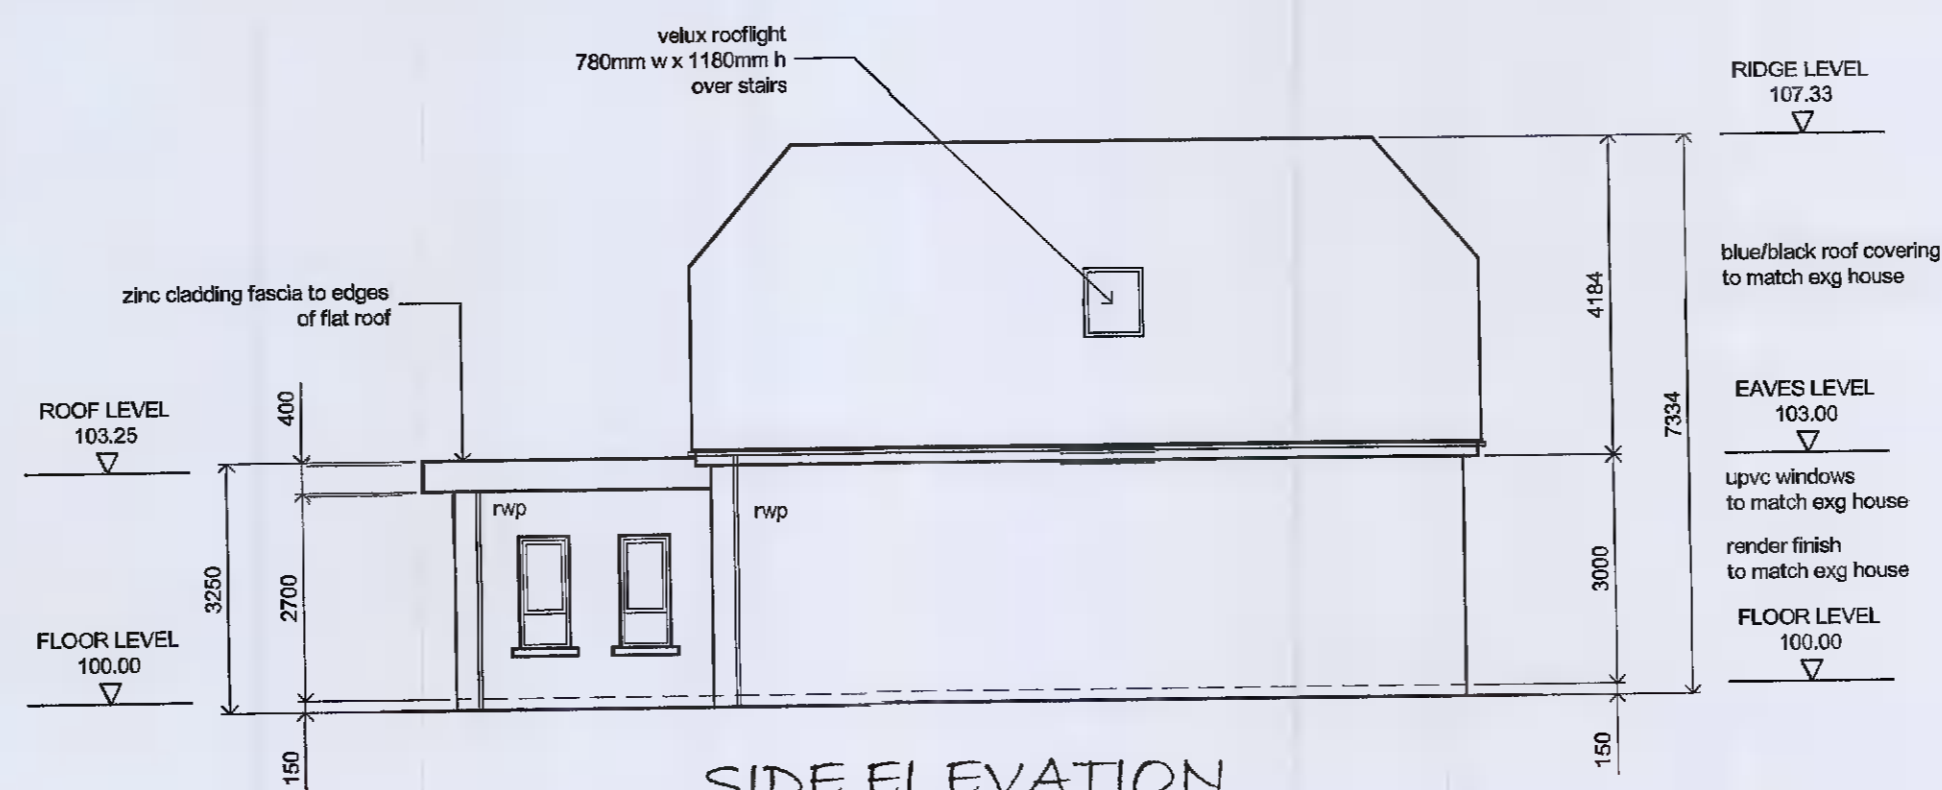 velux rooflight
780mm w x 1180mm h
over stairs
RIDGE LEVEL
107.33
blue/black roof covering
to match exg house
zinc cladding fascia to edges
of flat roof
4184
7334
400
ROOF LEVEL
103.25
EAVES LEVEL
103.00
upvc windows
to match exg house
rwp
rwp
render finish
to match exg house
3250
2700
3000
FLOOR LEVEL
100.00
FLOOR LEVEL
100.00
150
150
SIDE ELEVATION